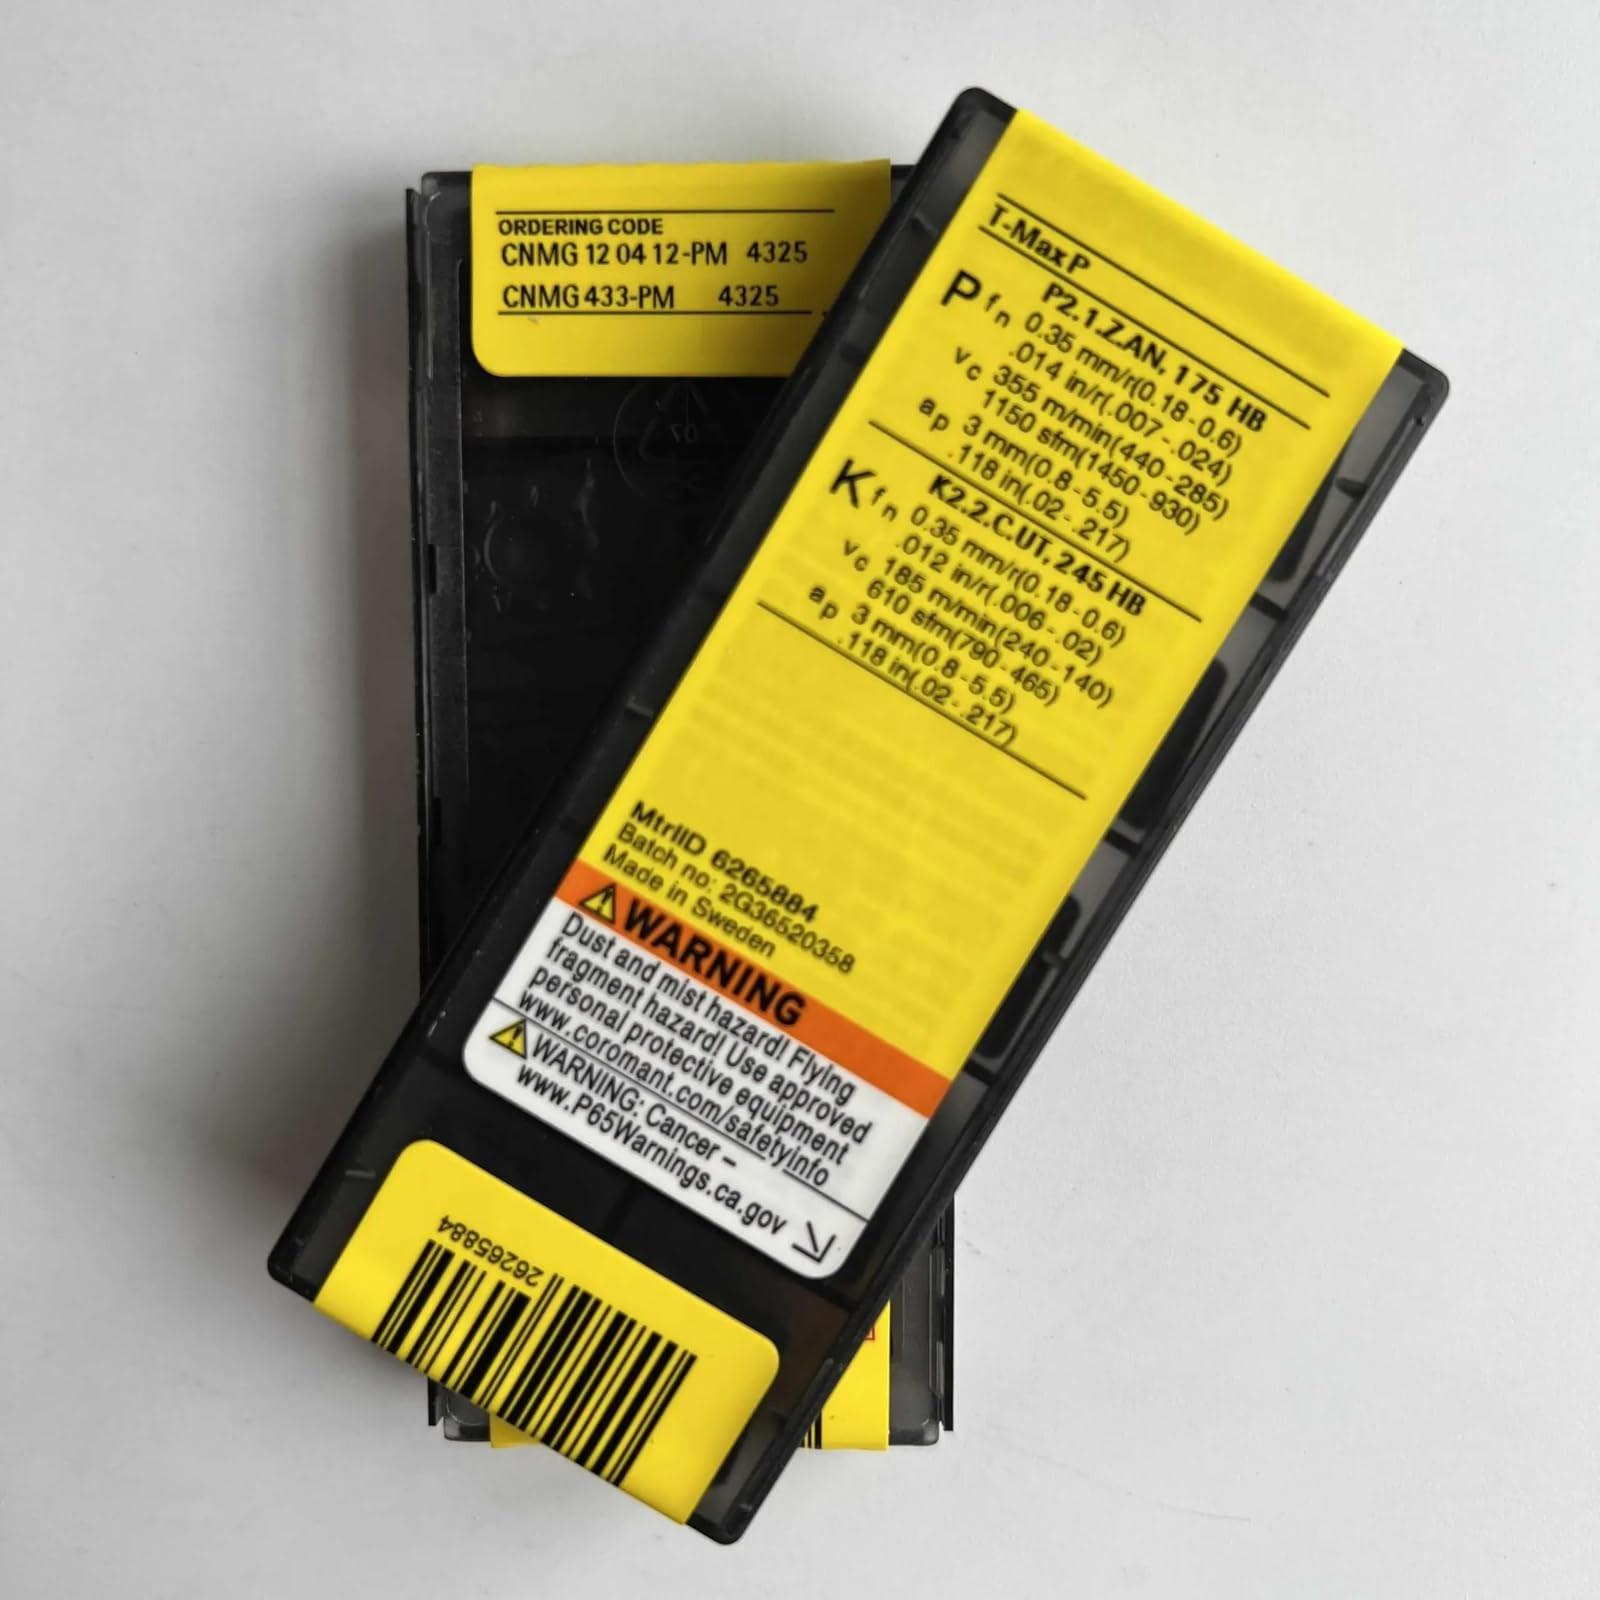 ORDERING CODE
CNMG 12 04 12-PM 4325
CNMG 433-PM 4325
T-Max P
P2.1.Z.AN, 175 HB
P fn 0.35 mm/r(0.18-0.6)
.014 in/r(.007-.024)
vc 355 m/min(440-285)
1150 sfm(1450-930)
ap 3 mm(0.8-5.5)
.118 in(.02-.217)
K2.2.C.UT, 245 HB
K fn 0.35 mm/r(0.18-0.6)
.012 in/r(.006-.02)
vc 185 m/min(240-140)
610 sfm(790-465)
ap 3 mm(0.8-5.5)
.118 in(.02-.217)
MtrlID 6265884
Batch no: 2G36520358
Made in Sweden
WARNING
Dust and mist hazard! Flying
fragment hazard! Use approved
personal protective equipment
www.coromant.com/safetyinfo
WARNING: Cancer –
www.P65Warnings.ca.gov
26265884
07